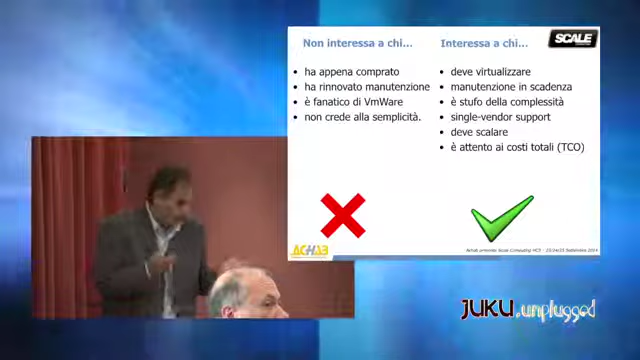 Non interessa a chi...
ha appena comprato
ha rinnovato manutenzione
è fanatico di VmWare
non crede alla semplicità.
Interessa a chi...
deve virtualizzare
manutenzione in scadenza
è stufo della complessità
single-vendor support
deve scalare
è attento ai costi totali (TCO)
SCALE
ACHAB
JUKU.unplugged